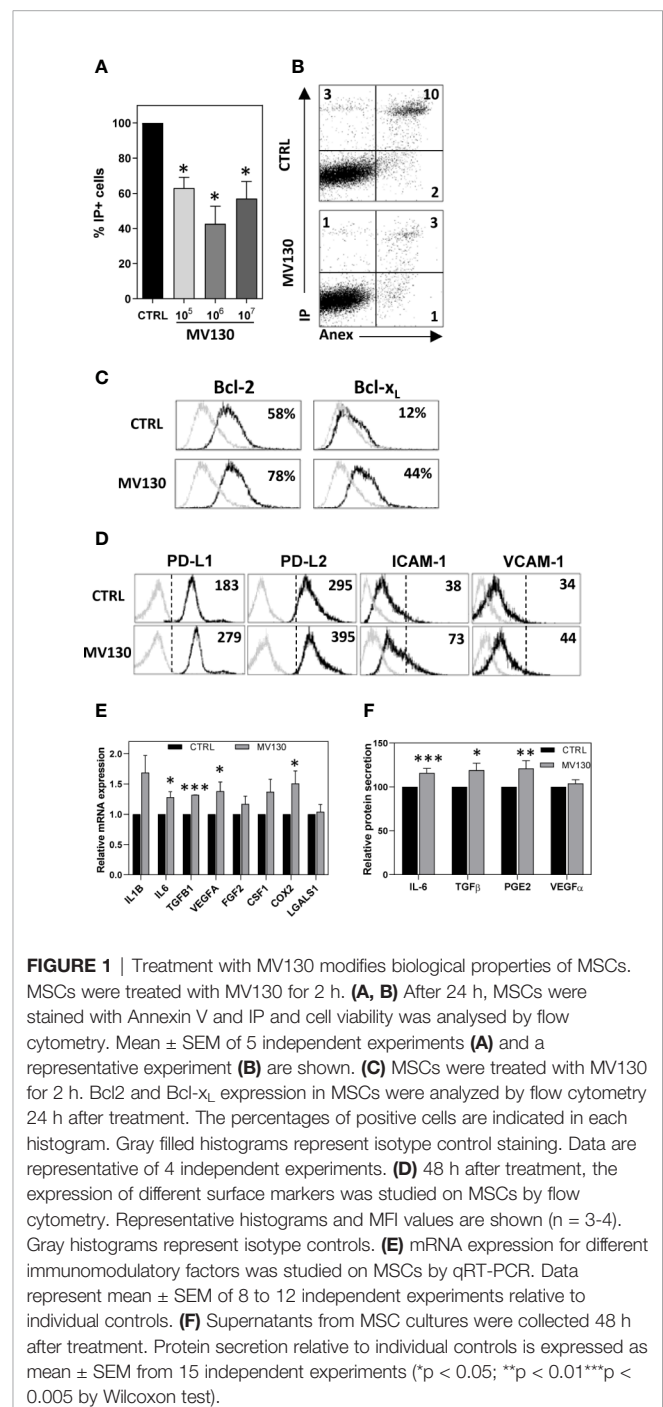 A
% IP+ cells
100
80
60
40
20
0
CTRL
10⁵
10⁶
10⁷
MV130
*
*
*
B
CTRL
3
10
2
MV130
1
3
1
IP
Anex
C
Bcl-2
Bcl-xL
CTRL
58%
12%
MV130
78%
44%
D
PD-L1
PD-L2
ICAM-1
VCAM-1
CTRL
183
295
38
34
MV130
279
395
73
44
E
CTRL
MV130
Relative mRNA expression
2.0
1.5
1.0
0.5
0.0
*
***
*
*
IL1B
IL6
TGFB1
VEGFA
FGF2
CSF1
COX2
LGALS1
F
CTRL
MV130
Relative protein secretion
150
100
50
0
***
*
**
IL-6
TGFβ
PGE2
VEGFα
FIGURE 1 | Treatment with MV130 modifies biological properties of MSCs.
MSCs were treated with MV130 for 2 h. (A, B) After 24 h, MSCs were
stained with Annexin V and IP and cell viability was analysed by flow
cytometry. Mean ± SEM of 5 independent experiments (A) and a
representative experiment (B) are shown. (C) MSCs were treated with MV130
for 2 h. Bcl2 and Bcl-xL expression in MSCs were analyzed by flow cytometry
24 h after treatment. The percentages of positive cells are indicated in each
histogram. Gray filled histograms represent isotype control staining. Data are
representative of 4 independent experiments. (D) 48 h after treatment, the
expression of different surface markers was studied on MSCs by flow
cytometry. Representative histograms and MFI values are shown (n = 3-4).
Gray histograms represent isotype controls. (E) mRNA expression for different
immunomodulatory factors was studied on MSCs by qRT-PCR. Data
represent mean ± SEM of 8 to 12 independent experiments relative to
individual controls. (F) Supernatants from MSC cultures were collected 48 h
after treatment. Protein secretion relative to individual controls is expressed as
mean ± SEM from 15 independent experiments (*p < 0.05; **p < 0.01***p <
0.005 by Wilcoxon test).